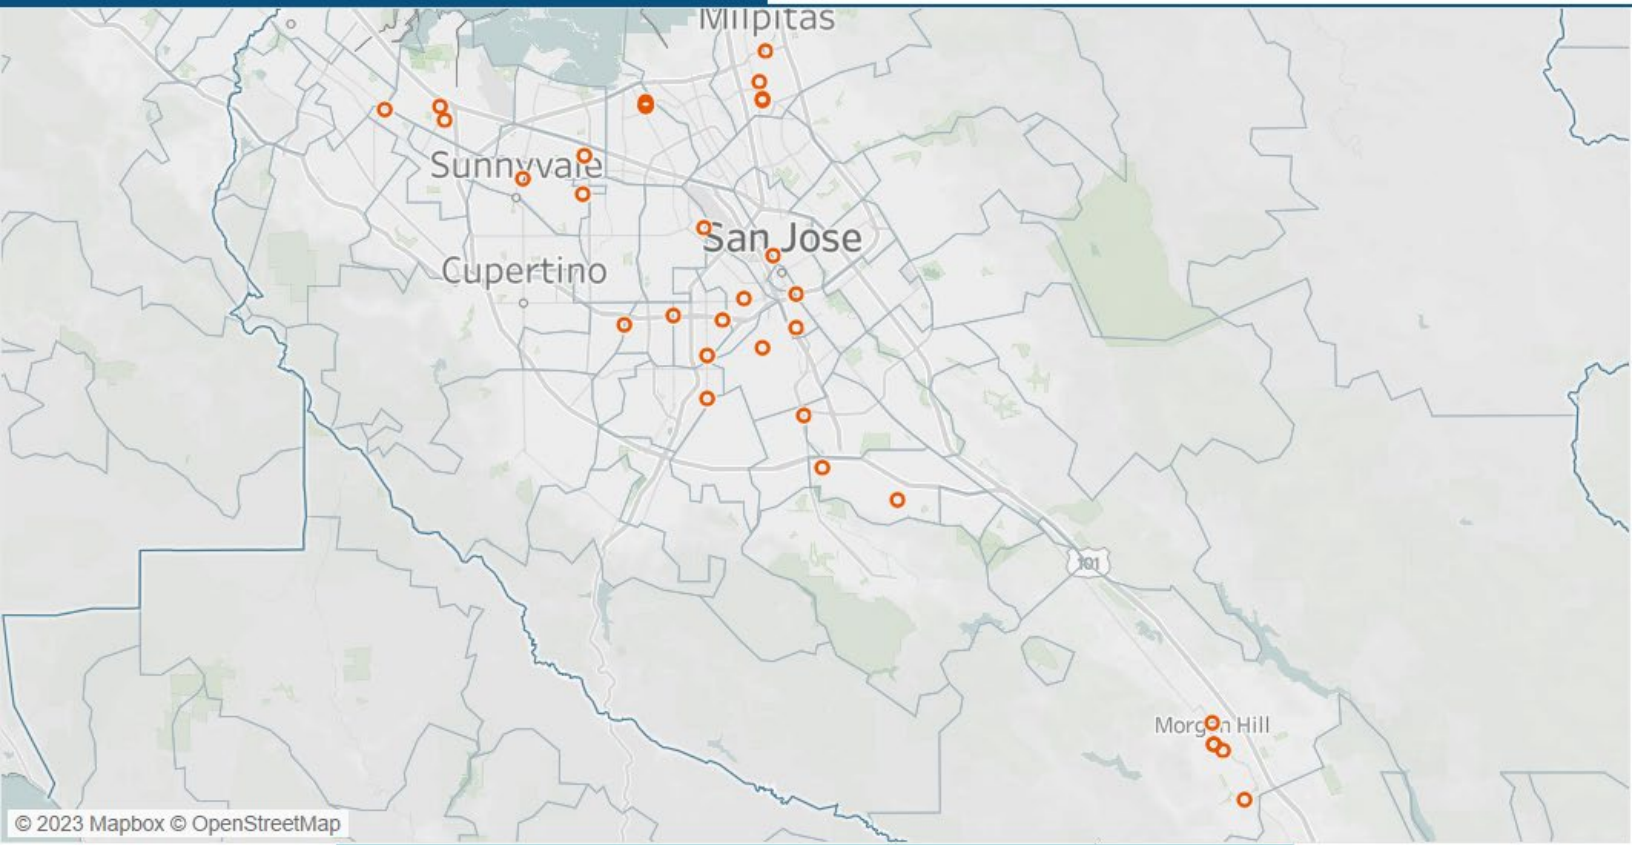 Milpitas
Sunnyvale
San Jose
Cupertino
101
Morgan Hill
© 2023 Mapbox © OpenStreetMap